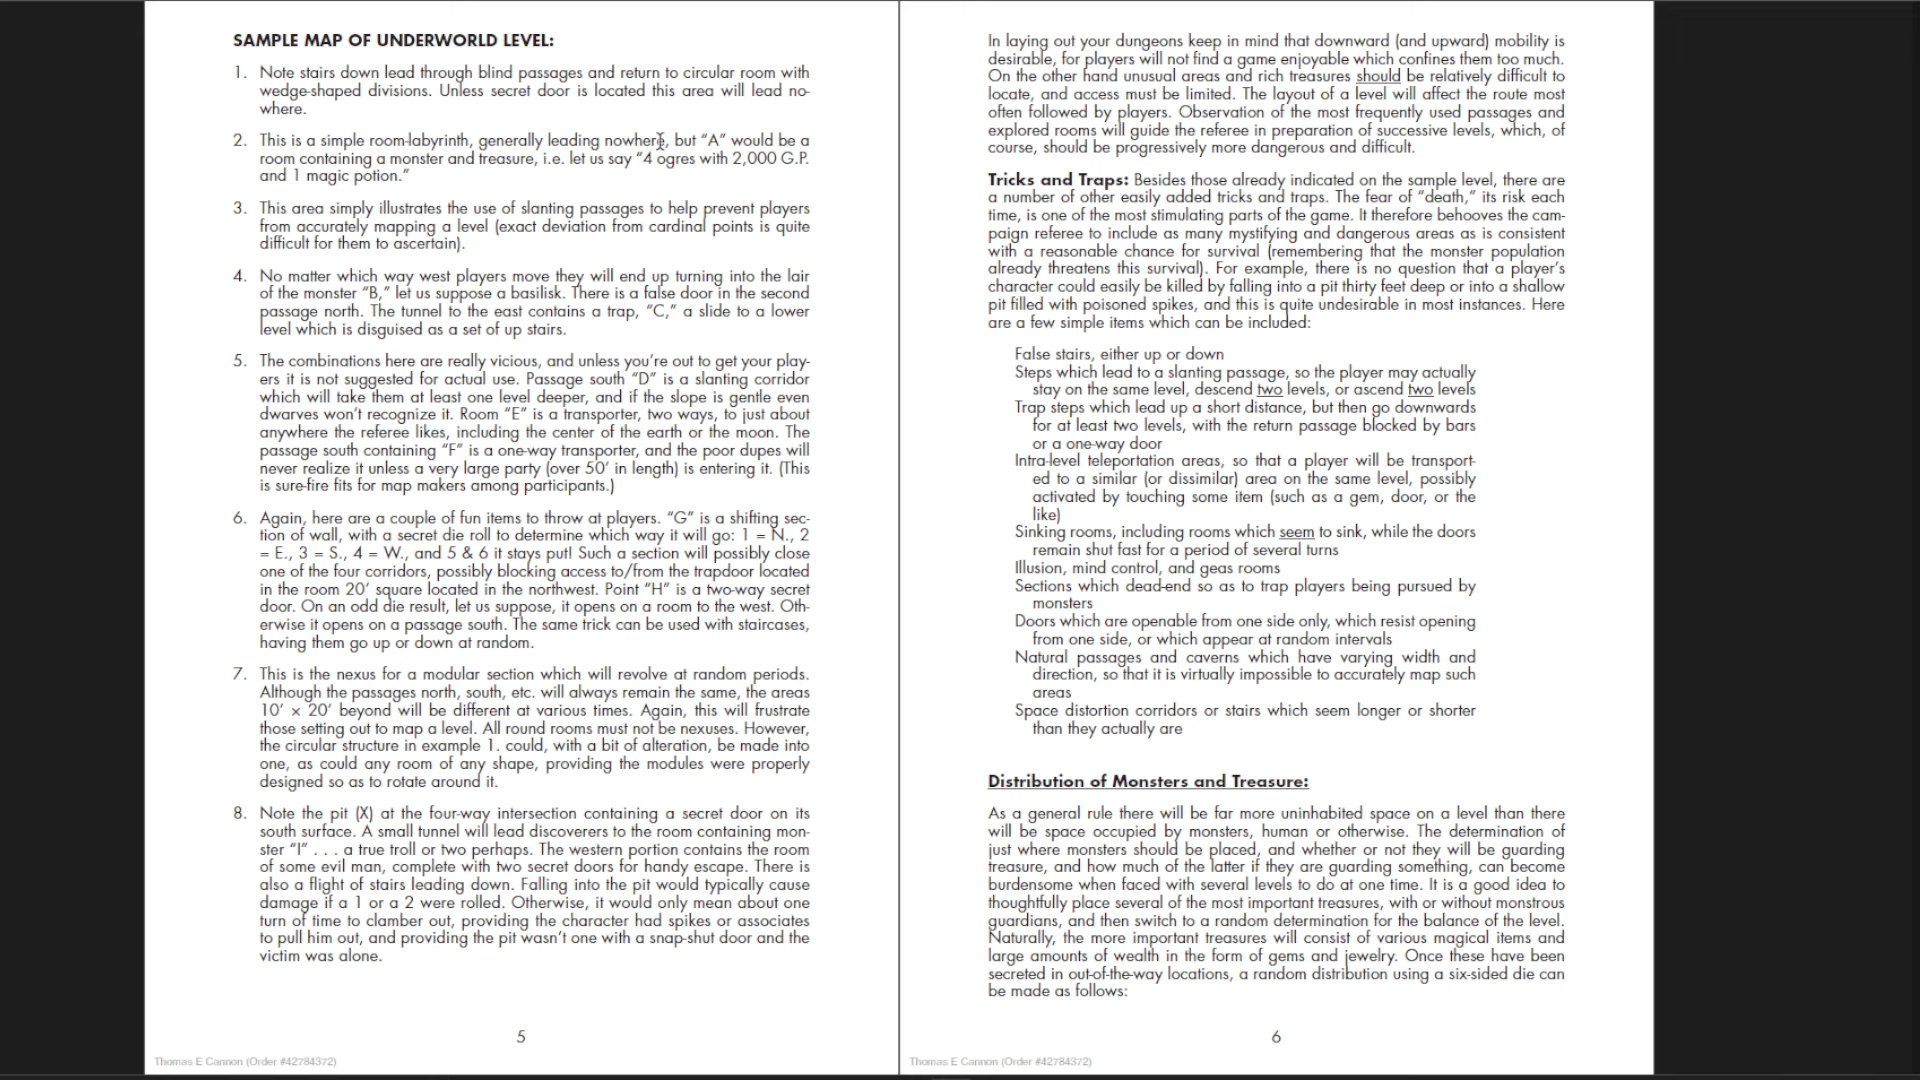 SAMPLE MAP OF UNDERWORLD LEVEL:
1. Note stairs down lead through blind passages and return to circular room with
wedge-shaped divisions. Unless secret door is located this area will lead no-
where.
2. This is a simple room-labyrinth, generally leading nowhere, but “A” would be a
room containing a monster and treasure, i.e. let us say “4 ogres with 2,000 G.P.
and 1 magic potion.”
3. This area simply illustrates the use of slanting passages to help prevent players
from accurately mapping a level (exact deviation from cardinal points is quite
difficult for them to ascertain).
4. No matter which way west players move they will end up turning into the lair
of the monster “B,” let us suppose a basilisk. There is a false door in the second
passage north. The tunnel to the east contains a trap, “C,” a slide to a lower
level which is disguised as a set of up stairs.
5. The combinations here are really vicious, and unless you’re out to get your play-
ers it is not suggested for actual use. Passage south “D” is a slanting corridor
which will take them at least one level deeper, and if the slope is gentle even
dwarves won’t recognize it. Room “E” is a transporter, two ways, to just about
anywhere the referee likes, including the center of the earth or the moon. The
passage south containing “F” is a one-way transporter, and the poor dupes will
never realize it unless a very large party (over 50’ in length) is entering it. (This
is sure-fire fits for map makers among participants.)
6. Again, here are a couple of fun items to throw at players. “G” is a shifting sec-
tion of wall, with a secret die roll to determine which way it will go: 1 = N., 2
= E., 3 = S., 4 = W., and 5 & 6 it stays put! Such a section will possibly close
one of the four corridors, possibly blocking access to/from the trapdoor located
in the room 20’ square located in the northwest. Point “H” is a two-way secret
door. On an odd die result, let us suppose, it opens on a room to the west. Oth-
erwise it opens on a passage south. The same trick can be used with staircases,
having them go up or down at random.
7. This is the nexus for a modular section which will revolve at random periods.
Although the passages north, south, etc. will always remain the same, the areas
10’ × 20’ beyond will be different at various times. Again, this will frustrate
those setting out to map a level. All round rooms must not be nexuses. However,
the circular structure in example 1. could, with a bit of alteration, be made into
one, as could any room of any shape, providing the modules were properly
designed so as to rotate around it.
8. Note the pit (X) at the four-way intersection containing a secret door on its
south surface. A small tunnel will lead discoverers to the room containing mon-
ster “I” . . . a true troll or two perhaps. The western portion contains the room
of some evil man, complete with two secret doors for handy escape. There is
also a flight of stairs leading down. Falling into the pit would typically cause
damage if a 1 or a 2 were rolled. Otherwise, it would only mean about one
turn of time to clamber out, providing the character had spikes or associates
to pull him out, and providing the pit wasn’t one with a snap-shut door and the
victim was alone.
5
Thomas E Cannon (Order #42784372)
In laying out your dungeons keep in mind that downward (and upward) mobility is
desirable, for players will not find a game enjoyable which confines them too much.
On the other hand unusual areas and rich treasures should be relatively difficult to
locate, and access must be limited. The layout of a level will affect the route most
often followed by players. Observation of the most frequently used passages and
explored rooms will guide the referee in preparation of successive levels, which, of
course, should be progressively more dangerous and difficult.
Tricks and Traps: Besides those already indicated on the sample level, there are
a number of other easily added tricks and traps. The fear of “death,” its risk each
time, is one of the most stimulating parts of the game. It therefore behooves the cam-
paign referee to include as many mystifying and dangerous areas as is consistent
with a reasonable chance for survival (remembering that the monster population
already threatens this survival). For example, there is no question that a player’s
character could easily be killed by falling into a pit thirty feet deep or into a shallow
pit filled with poisoned spikes, and this is quite undesirable in most instances. Here
are a few simple items which can be included:
False stairs, either up or down
Steps which lead to a slanting passage, so the player may actually
stay on the same level, descend two levels, or ascend two levels
Trap steps which lead up a short distance, but then go downwards
for at least two levels, with the return passage blocked by bars
or a one-way door
Intra-level teleportation areas, so that a player will be transport-
ed to a similar (or dissimilar) area on the same level, possibly
activated by touching some item (such as a gem, door, or the
like)
Sinking rooms, including rooms which seem to sink, while the doors
remain shut fast for a period of several turns
Illusion, mind control, and geas rooms
Sections which dead-end so as to trap players being pursued by
monsters
Doors which are openable from one side only, which resist opening
from one side, or which appear at random intervals
Natural passages and caverns which have varying width and
direction, so that it is virtually impossible to accurately map such
areas
Space distortion corridors or stairs which seem longer or shorter
than they actually are
Distribution of Monsters and Treasure:
As a general rule there will be far more uninhabited space on a level than there
will be space occupied by monsters, human or otherwise. The determination of
just where monsters should be placed, and whether or not they will be guarding
treasure, and how much of the latter if they are guarding something, can become
burdensome when faced with several levels to do at one time. It is a good idea to
thoughtfully place several of the most important treasures, with or without monstrous
guardians, and then switch to a random determination for the balance of the level.
Naturally, the more important treasures will consist of various magical items and
large amounts of wealth in the form of gems and jewelry. Once these have been
secreted in out-of-the-way locations, a random distribution using a six-sided die can
be made as follows:
6
Thomas E Cannon (Order #42784372)